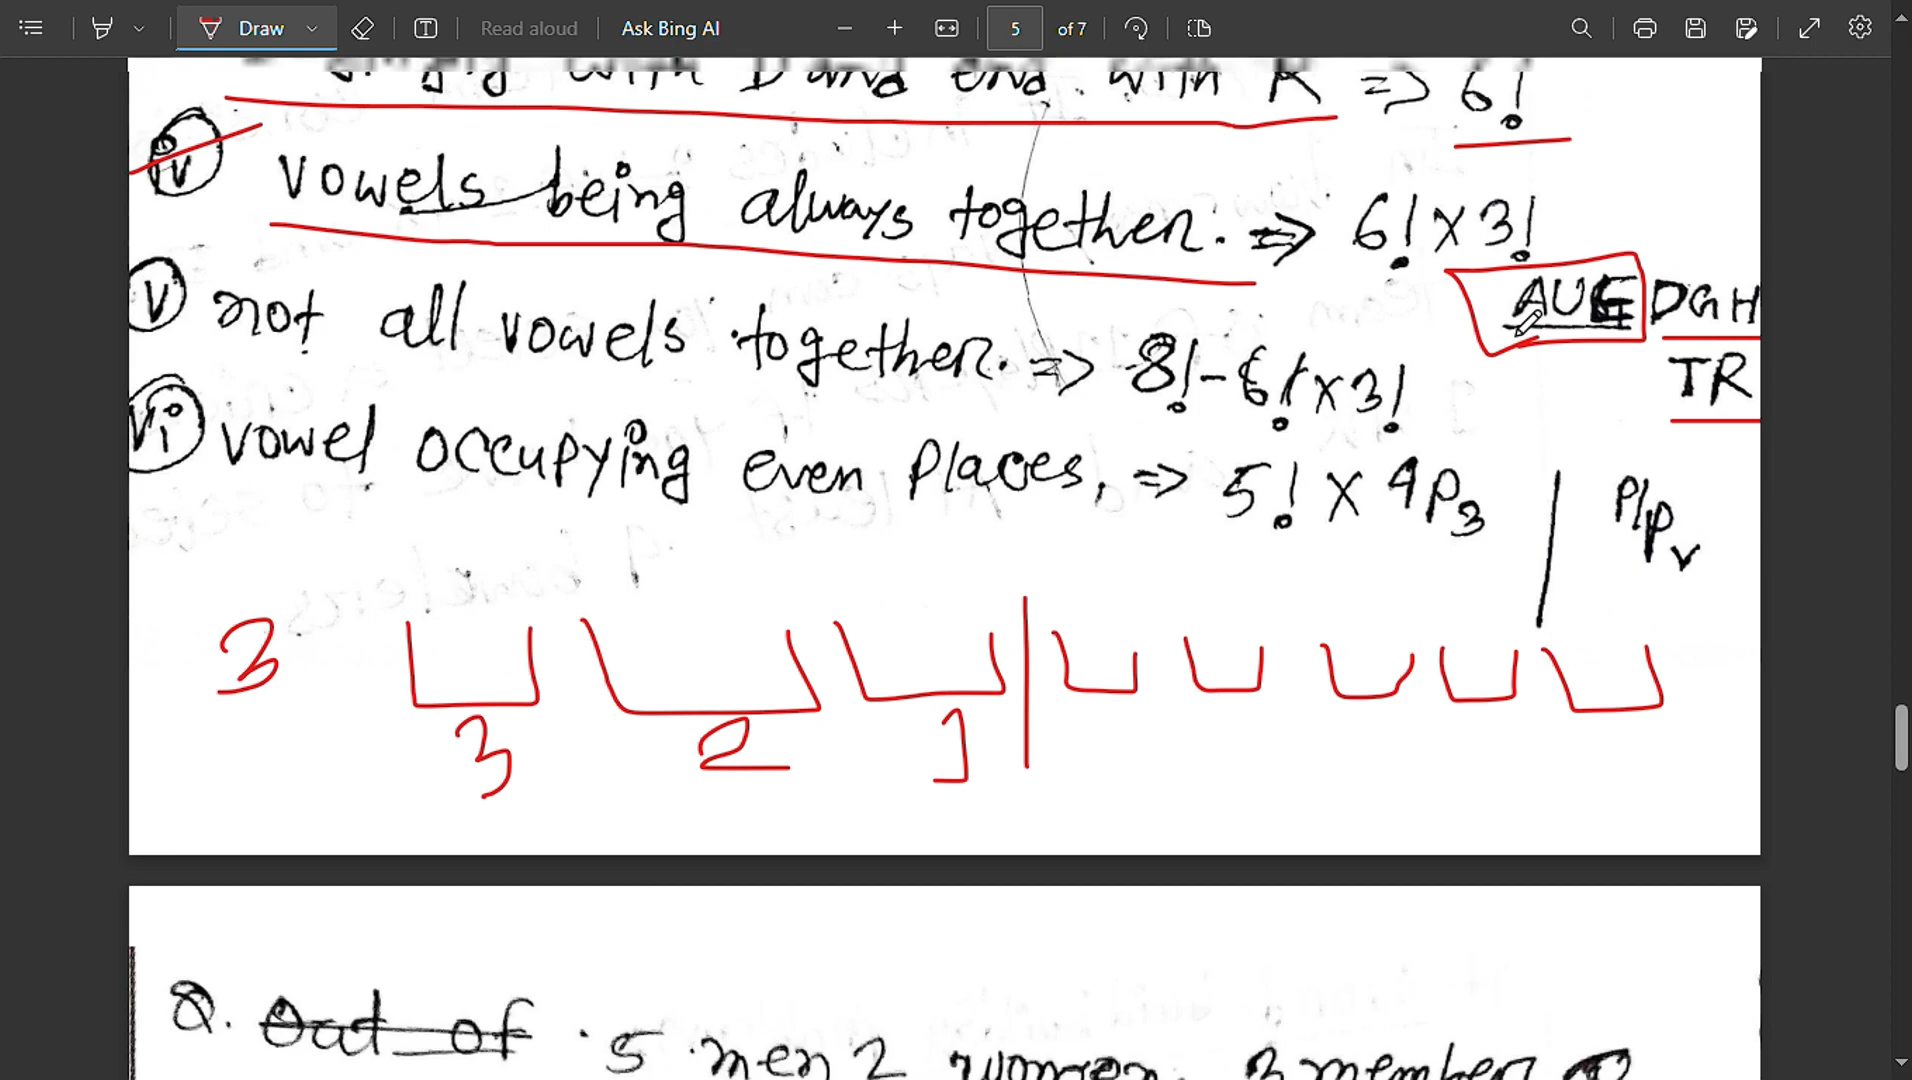 Draw
Read aloud
Ask Bing AI
5 of 7
with D and end. with R => 6!
iv vowels being always together. => 6! X 3!
AUE DGH
TR
v not all vowels together. => 8! - 6! X 3!
vi vowel occupying even places, => 5! X 4P3
P/P v
3
3 2 1
Q. Out of 5 men 2 women, 3 member